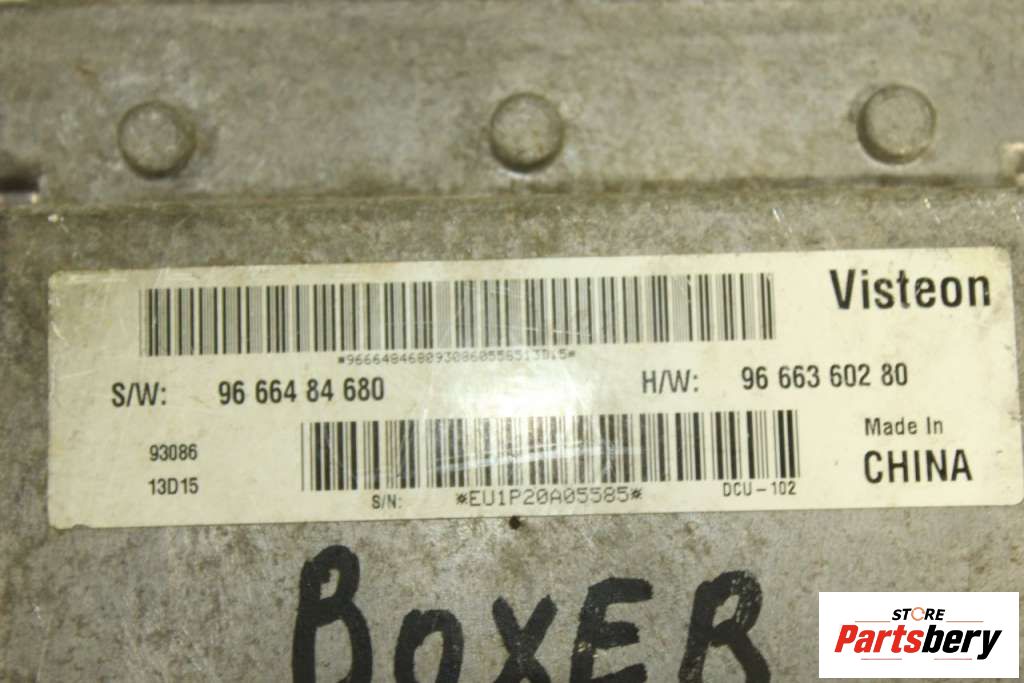 Visteon
*9666484680930860558513D15*
S/W: 96 664 84 680 H/W: 96 663 602 80
93086
13D15
Made In
CHINA
S/N: *EU1P20A05585* DCU-102
BOXER
STORE
Partsbery